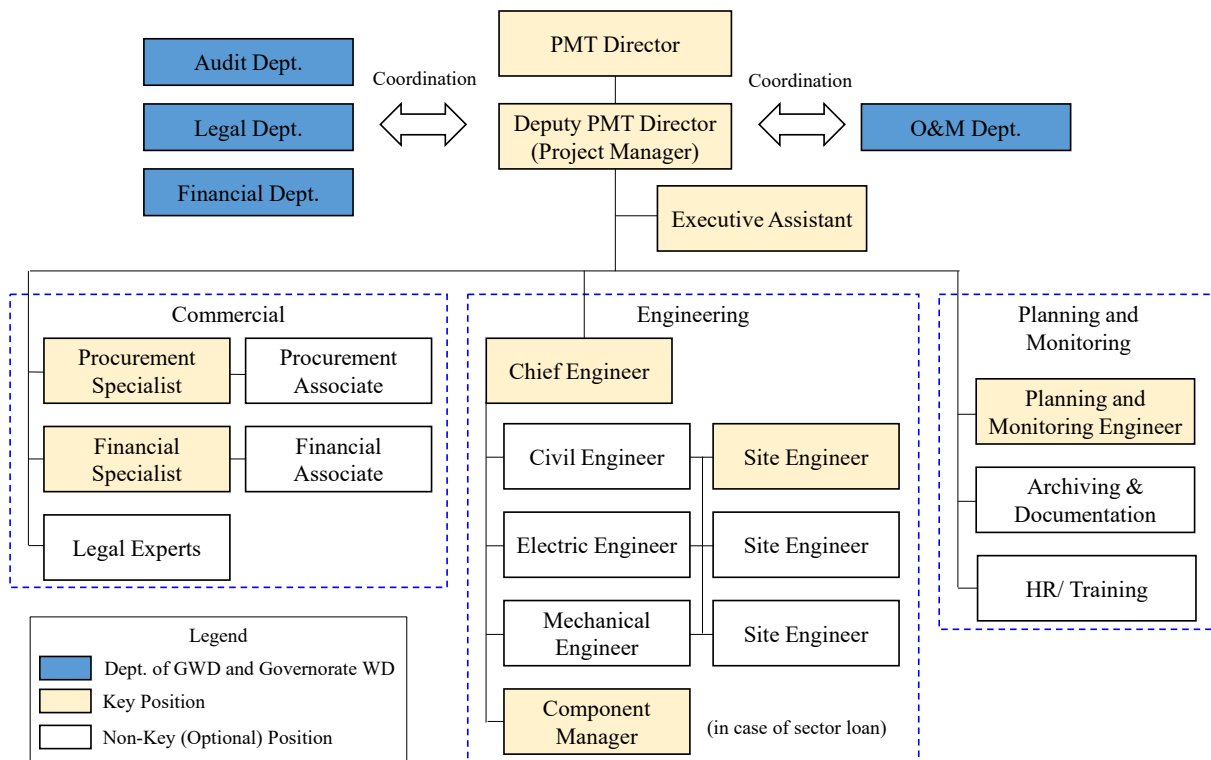 PMT Director
Audit Dept.
Coordination
Coordination
Legal Dept.
Deputy PMT Director
(Project Manager)
O&M Dept.
Financial Dept.
Executive Assistant
Commercial
Procurement
Specialist
Procurement
Associate
Financial
Specialist
Financial
Associate
Legal Experts
Engineering
Chief Engineer
Civil Engineer
Site Engineer
Electric Engineer
Site Engineer
Mechanical
Engineer
Site Engineer
Component
Manager
(in case of sector loan)
Planning and
Monitoring
Planning and
Monitoring Engineer
Archiving &
Documentation
HR/ Training
Legend
Dept. of GWD and Governorate WD
Key Position
Non-Key (Optional) Position